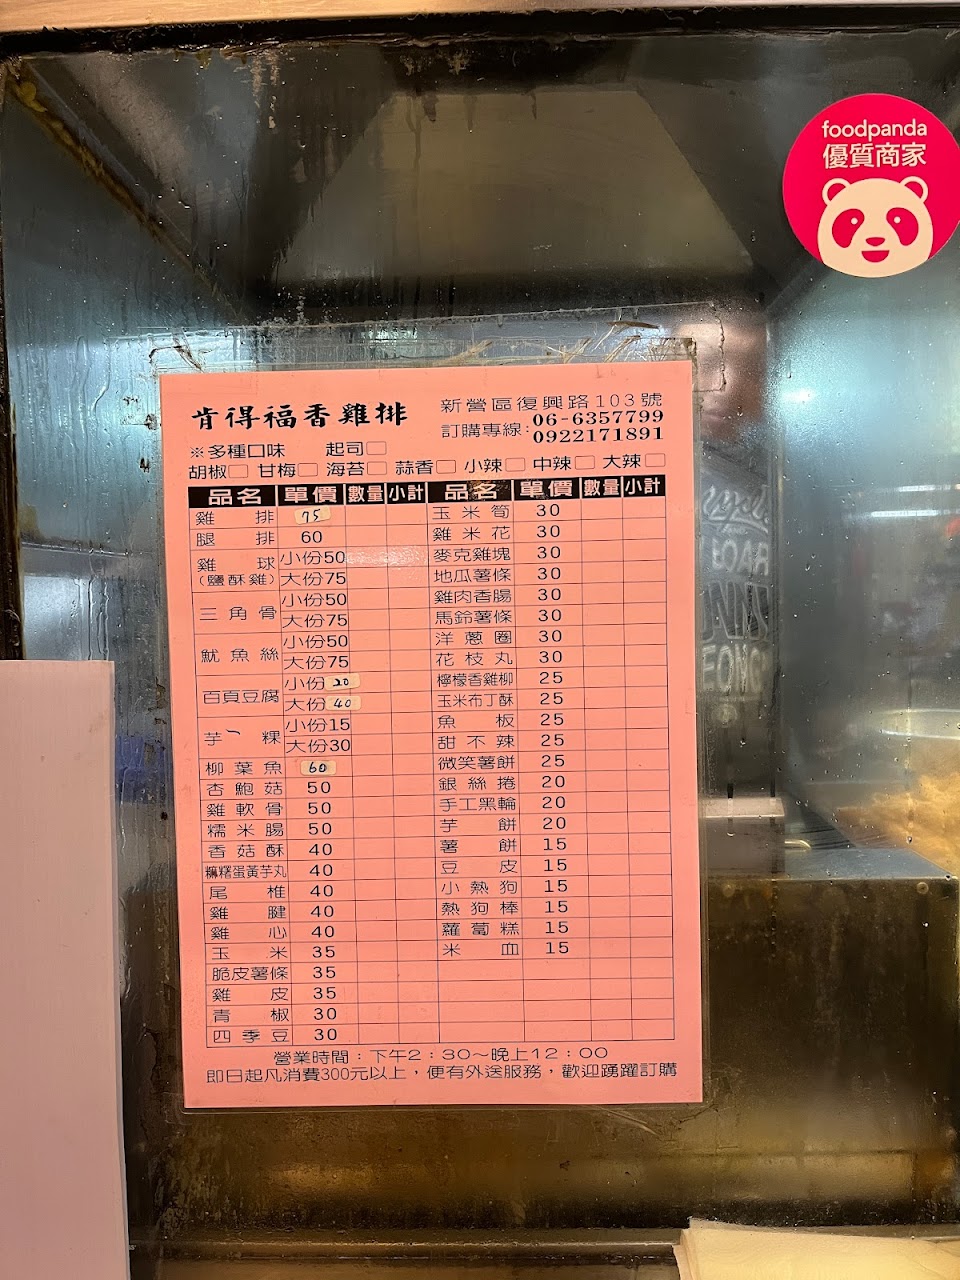 foodpanda
優質商家
肯得福香雞排
新營區復興路103號
訂購專線:
06-6357799
0922171891
※多種口味 起司□
胡椒□ 甘梅□ 海苔□ 蒜香□ 小辣□ 中辣□ 大辣□
品名 單價 數量 小計 品名 單價 數量 小計
雞排 75 玉米筍 30
腿排 60 雞米花 30
雞球(鹽酥雞) 小份50 麥克雞塊 30
大份75 地瓜薯條 30
三角骨 小份50 雞肉香腸 30
大份75 馬鈴薯條 30
魷魚絲 小份50 洋蔥圈 30
大份75 花枝丸 30
百頁豆腐 小份20 檸檬香雞柳 25
大份40 玉米布丁酥 25
芋粿 小份15 魚板 25
大份30 甜不辣 25
柳葉魚 60 微笑薯餅 25
杏鮑菇 50 銀絲捲 20
雞軟骨 50 手工黑輪 20
糯米腸 50 芋餅 20
香菇酥 40 薯餅 15
麻糬蛋黃芋丸 40 豆皮 15
尾椎 40 小熱狗 15
雞腱 40 熱狗棒 15
雞心 40 蘿蔔糕 15
玉米 35 米血 15
脆皮薯條 35
雞皮 35
青椒 30
四季豆 30
營業時間：下午2：30～晚上12：00
即日起凡消費300元以上，便有外送服務，歡迎踴躍訂購